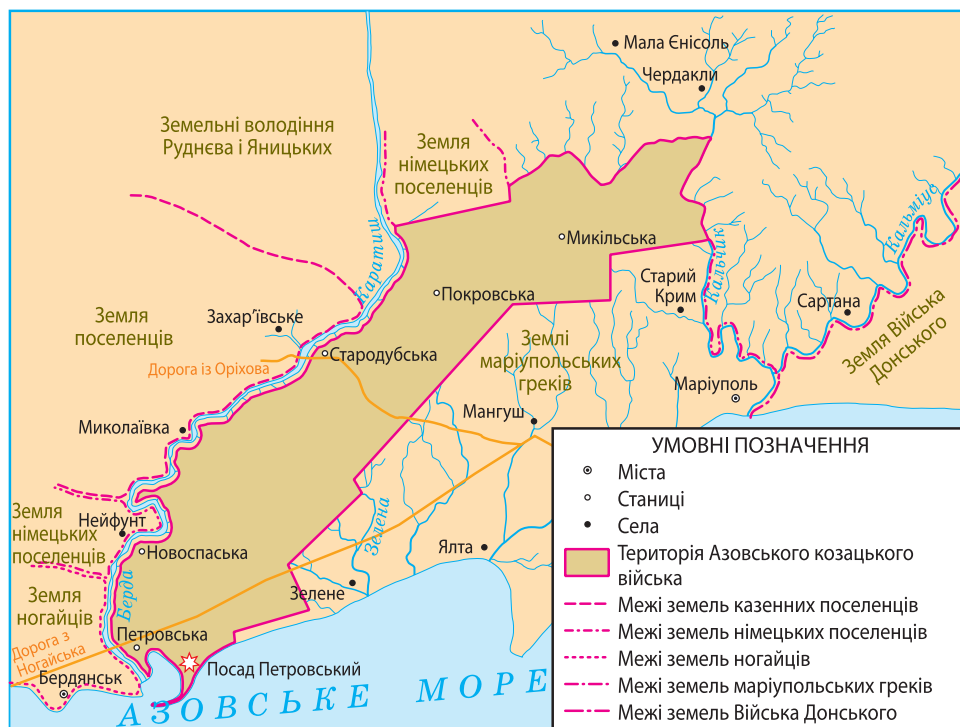 Мала Єнісоль
Чердакли
Земельні володіння
Руднєва і Яницьких
Земля
німецьких
поселенців
Кальміус
Микільська
Кальчик
Каратиш
Старий
Крим
Покровська
Сартана
Земля
поселенців
Захар’ївське
Землі
маріупольських
греків
Земля Війська
Донського
Стародубська
Дорога із Оріхова
Маріуполь
Мангуш
Миколаївка
УМОВНІ ПОЗНАЧЕННЯ
Міста
Станиці
Села
Територія Азовського козацького
війська
Межі земель казенних поселенців
Межі земель німецьких поселенців
Межі земель ногайців
Межі земель маріупольських греків
Межі земель Війська Донського
Земля
німецьких
поселенців
Нейфунт
Новоспаська
Зелена
Ялта
Земля
ногайців
Берда
Зелене
Петровська
Дорога з
Ногайська
Посад Петровський
Бердянськ
АЗОВСЬКЕ МОРЕ